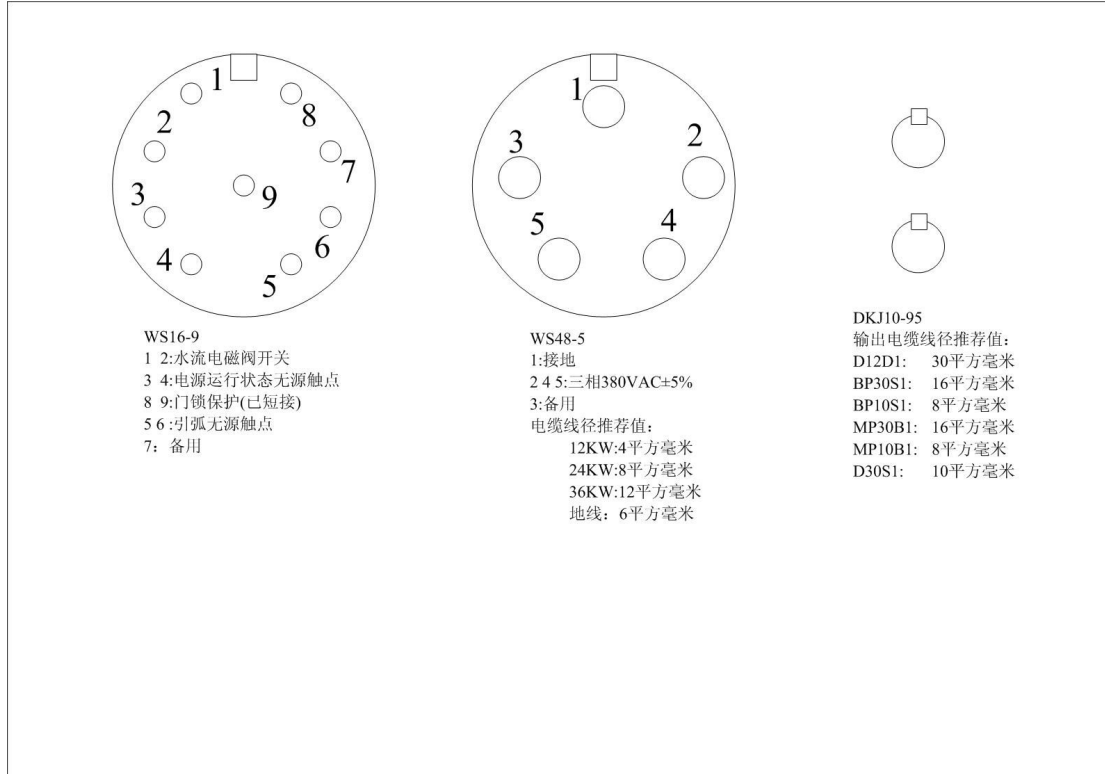 1
8
2
7
3
9
4
6
5
WS16-9
1 2:水流电磁阀开关
3 4:电源运行状态无源触点
8 9:门锁保护(已短接)
5 6 :引弧无源触点
7：备用
1
3
2
5
4
WS48-5
1:接地
2 4 5:三相380VAC±5%
3:备用
电缆线径推荐值：
12KW:4平方毫米
24KW:8平方毫米
36KW:12平方毫米
地线：6平方毫米
DKJ10-95
输出电缆线径推荐值：
D12D1: 30平方毫米
BP30S1: 16平方毫米
BP10S1: 8平方毫米
MP30B1: 16平方毫米
MP10B1: 8平方毫米
D30S1: 10平方毫米